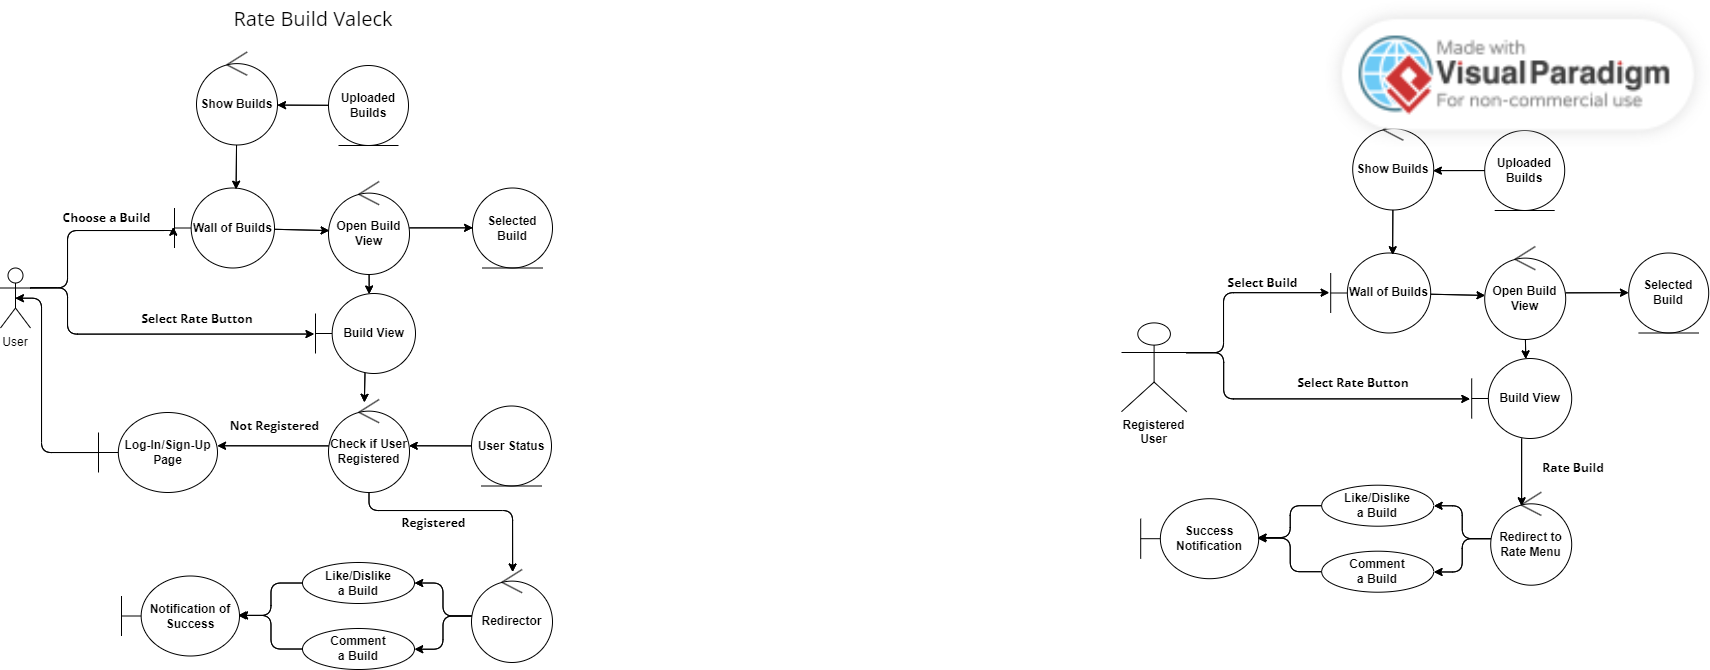 Rate Build Valeck
Show Builds
Uploaded
Builds
Choose a Build
Wall of Builds
Open Build
View
Selected
Build
Select Rate Button
Build View
User
Not Registered
Log-In/Sign-Up
Page
Check if User
Registered
User Status
Registered
Like/Dislike
a Build
Notification of
Success
Redirector
Comment
a Build
Made with
Visual Paradigm
For non-commercial use
Show Builds
Uploaded
Builds
Select Build
Wall of Builds
Open Build
View
Selected
Build
Select Rate Button
Build View
Registered
User
Rate Build
Like/Dislike
a Build
Success
Notification
Redirect to
Rate Menu
Comment
a Build